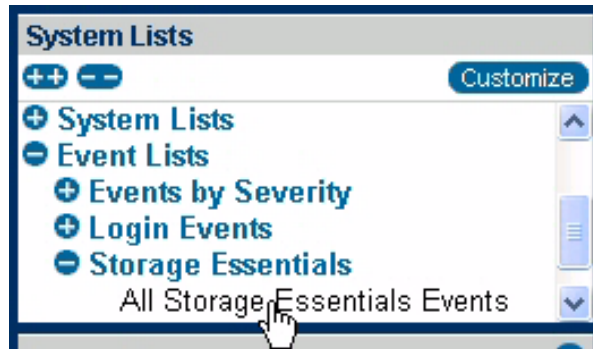 System Lists
Customize
System Lists
Event Lists
Events by Severity
Login Events
Storage Essentials
All Storage Essentials Events